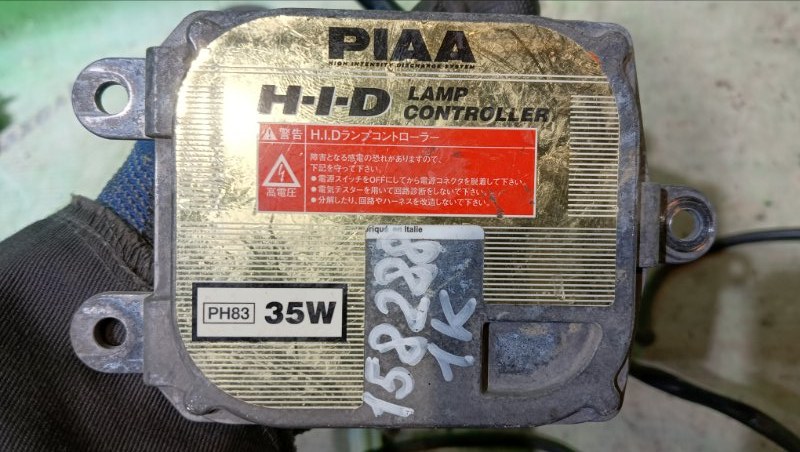 PIAA
HIGH INTENSITY DISCHARGE SYSTEM
H-I-D LAMP CONTROLLER
警告 H.I.Dランプコントローラー
障害となる感電の恐れがありますので、
下記を守って下さい。
●電源スイッチをOFFにしてから電源コネクタを脱着して下さい。
●電気テスターを用いて回路診断をしないで下さい。
●分解したり、回路やハーネスを改造しないで下さい。
高電圧
riqué en Italie
PH83 35W
158288
1K